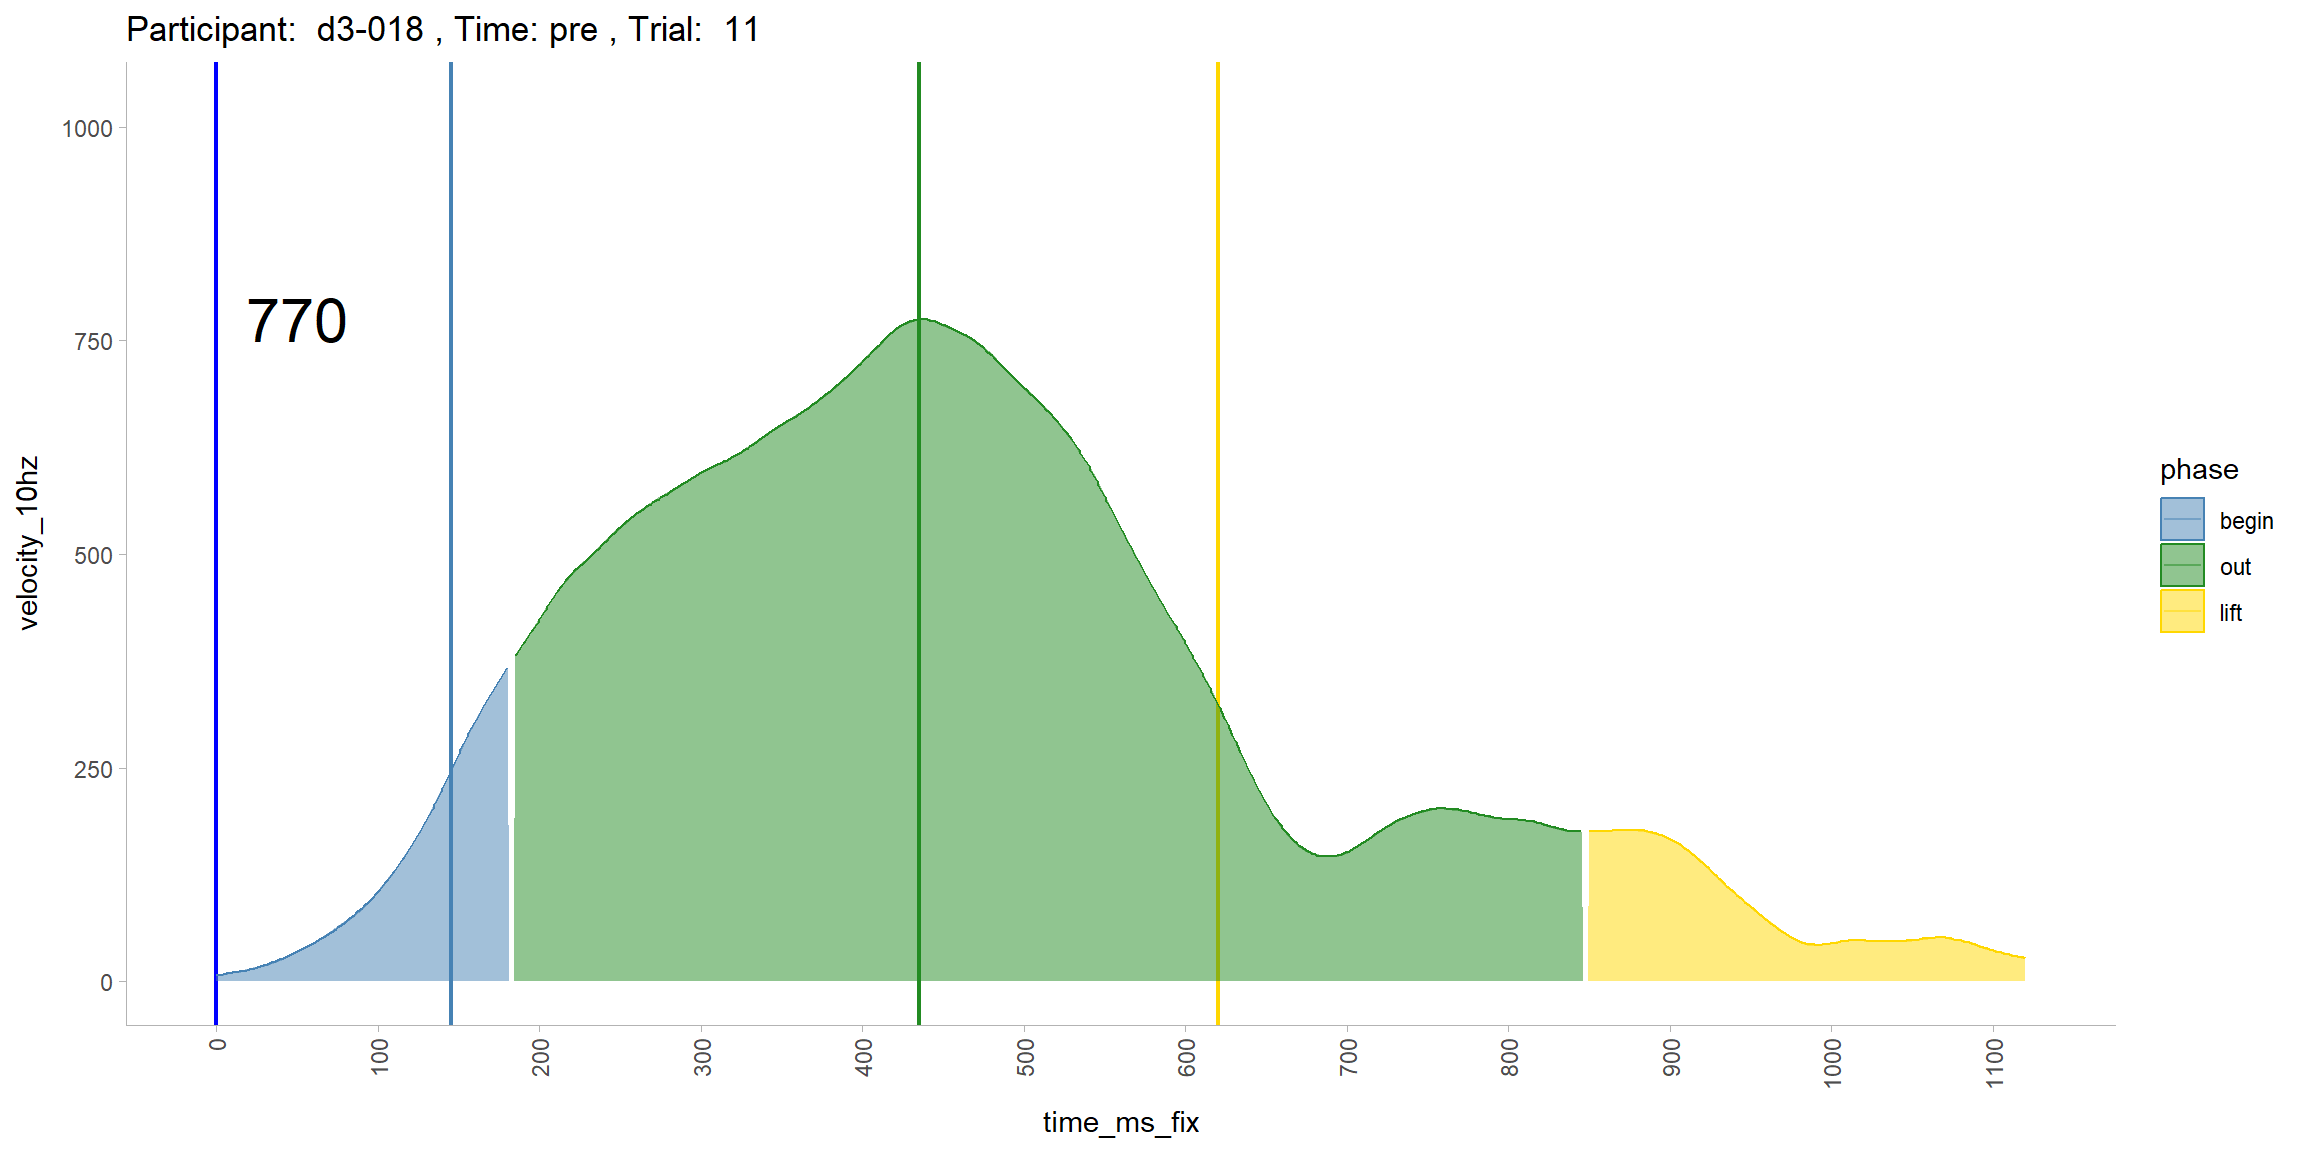 Participant:  d3-018 , Time: pre , Trial:  11
1000
750
500
250
0
velocity_10hz
770
0
100
200
300
400
500
600
700
800
900
1000
1100
time_ms_fix
phase
begin
out
lift